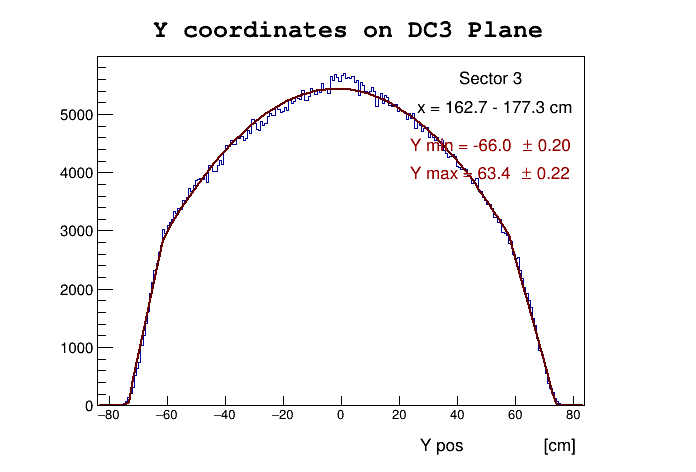 Y coordinates on DC3 Plane
Sector 3
x = 162.7 - 177.3 cm
Y min = -66.0 ± 0.20
Y max = 63.4 ± 0.22
5000
4000
3000
2000
1000
0
−80 −60 −40 −20 0 20 40 60 80
Y pos [cm]